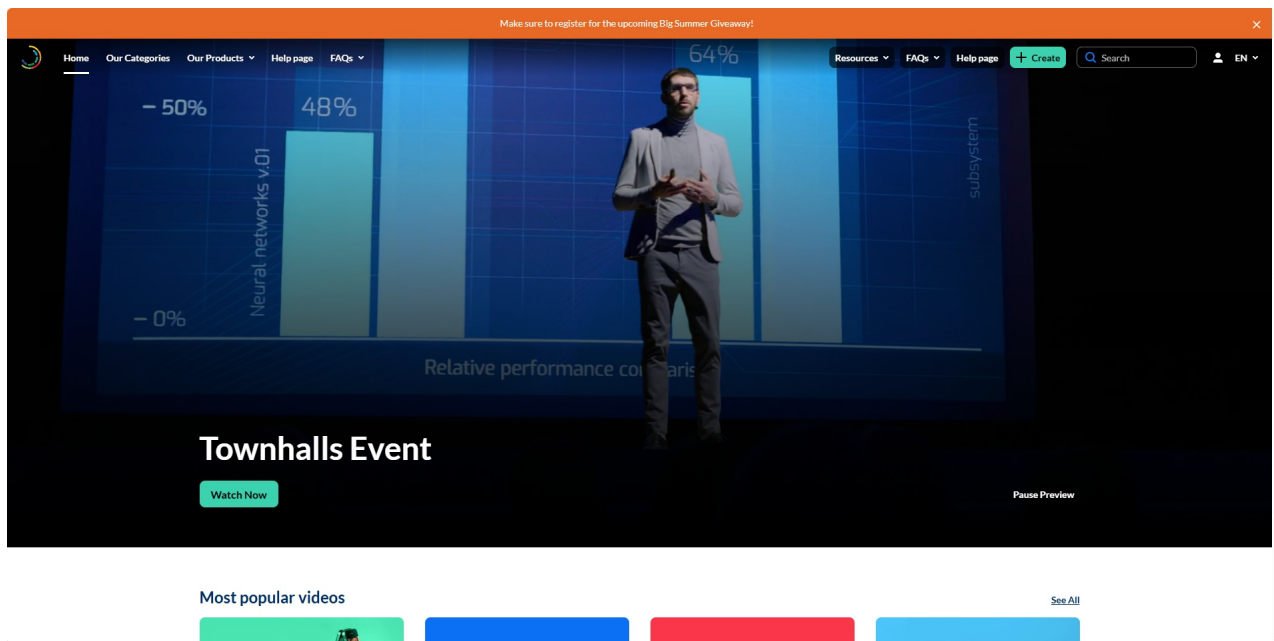 Make sure to register for the upcoming Big Summer Giveaway!
Home Our Categories Our Products Help page FAQs Resources FAQs Help page Create Search EN
64%
50% 48%
Neural networks v.01
subsystem
0%
Relative performance
Townhalls Event
Watch Now Pause Preview
Most popular videos See All